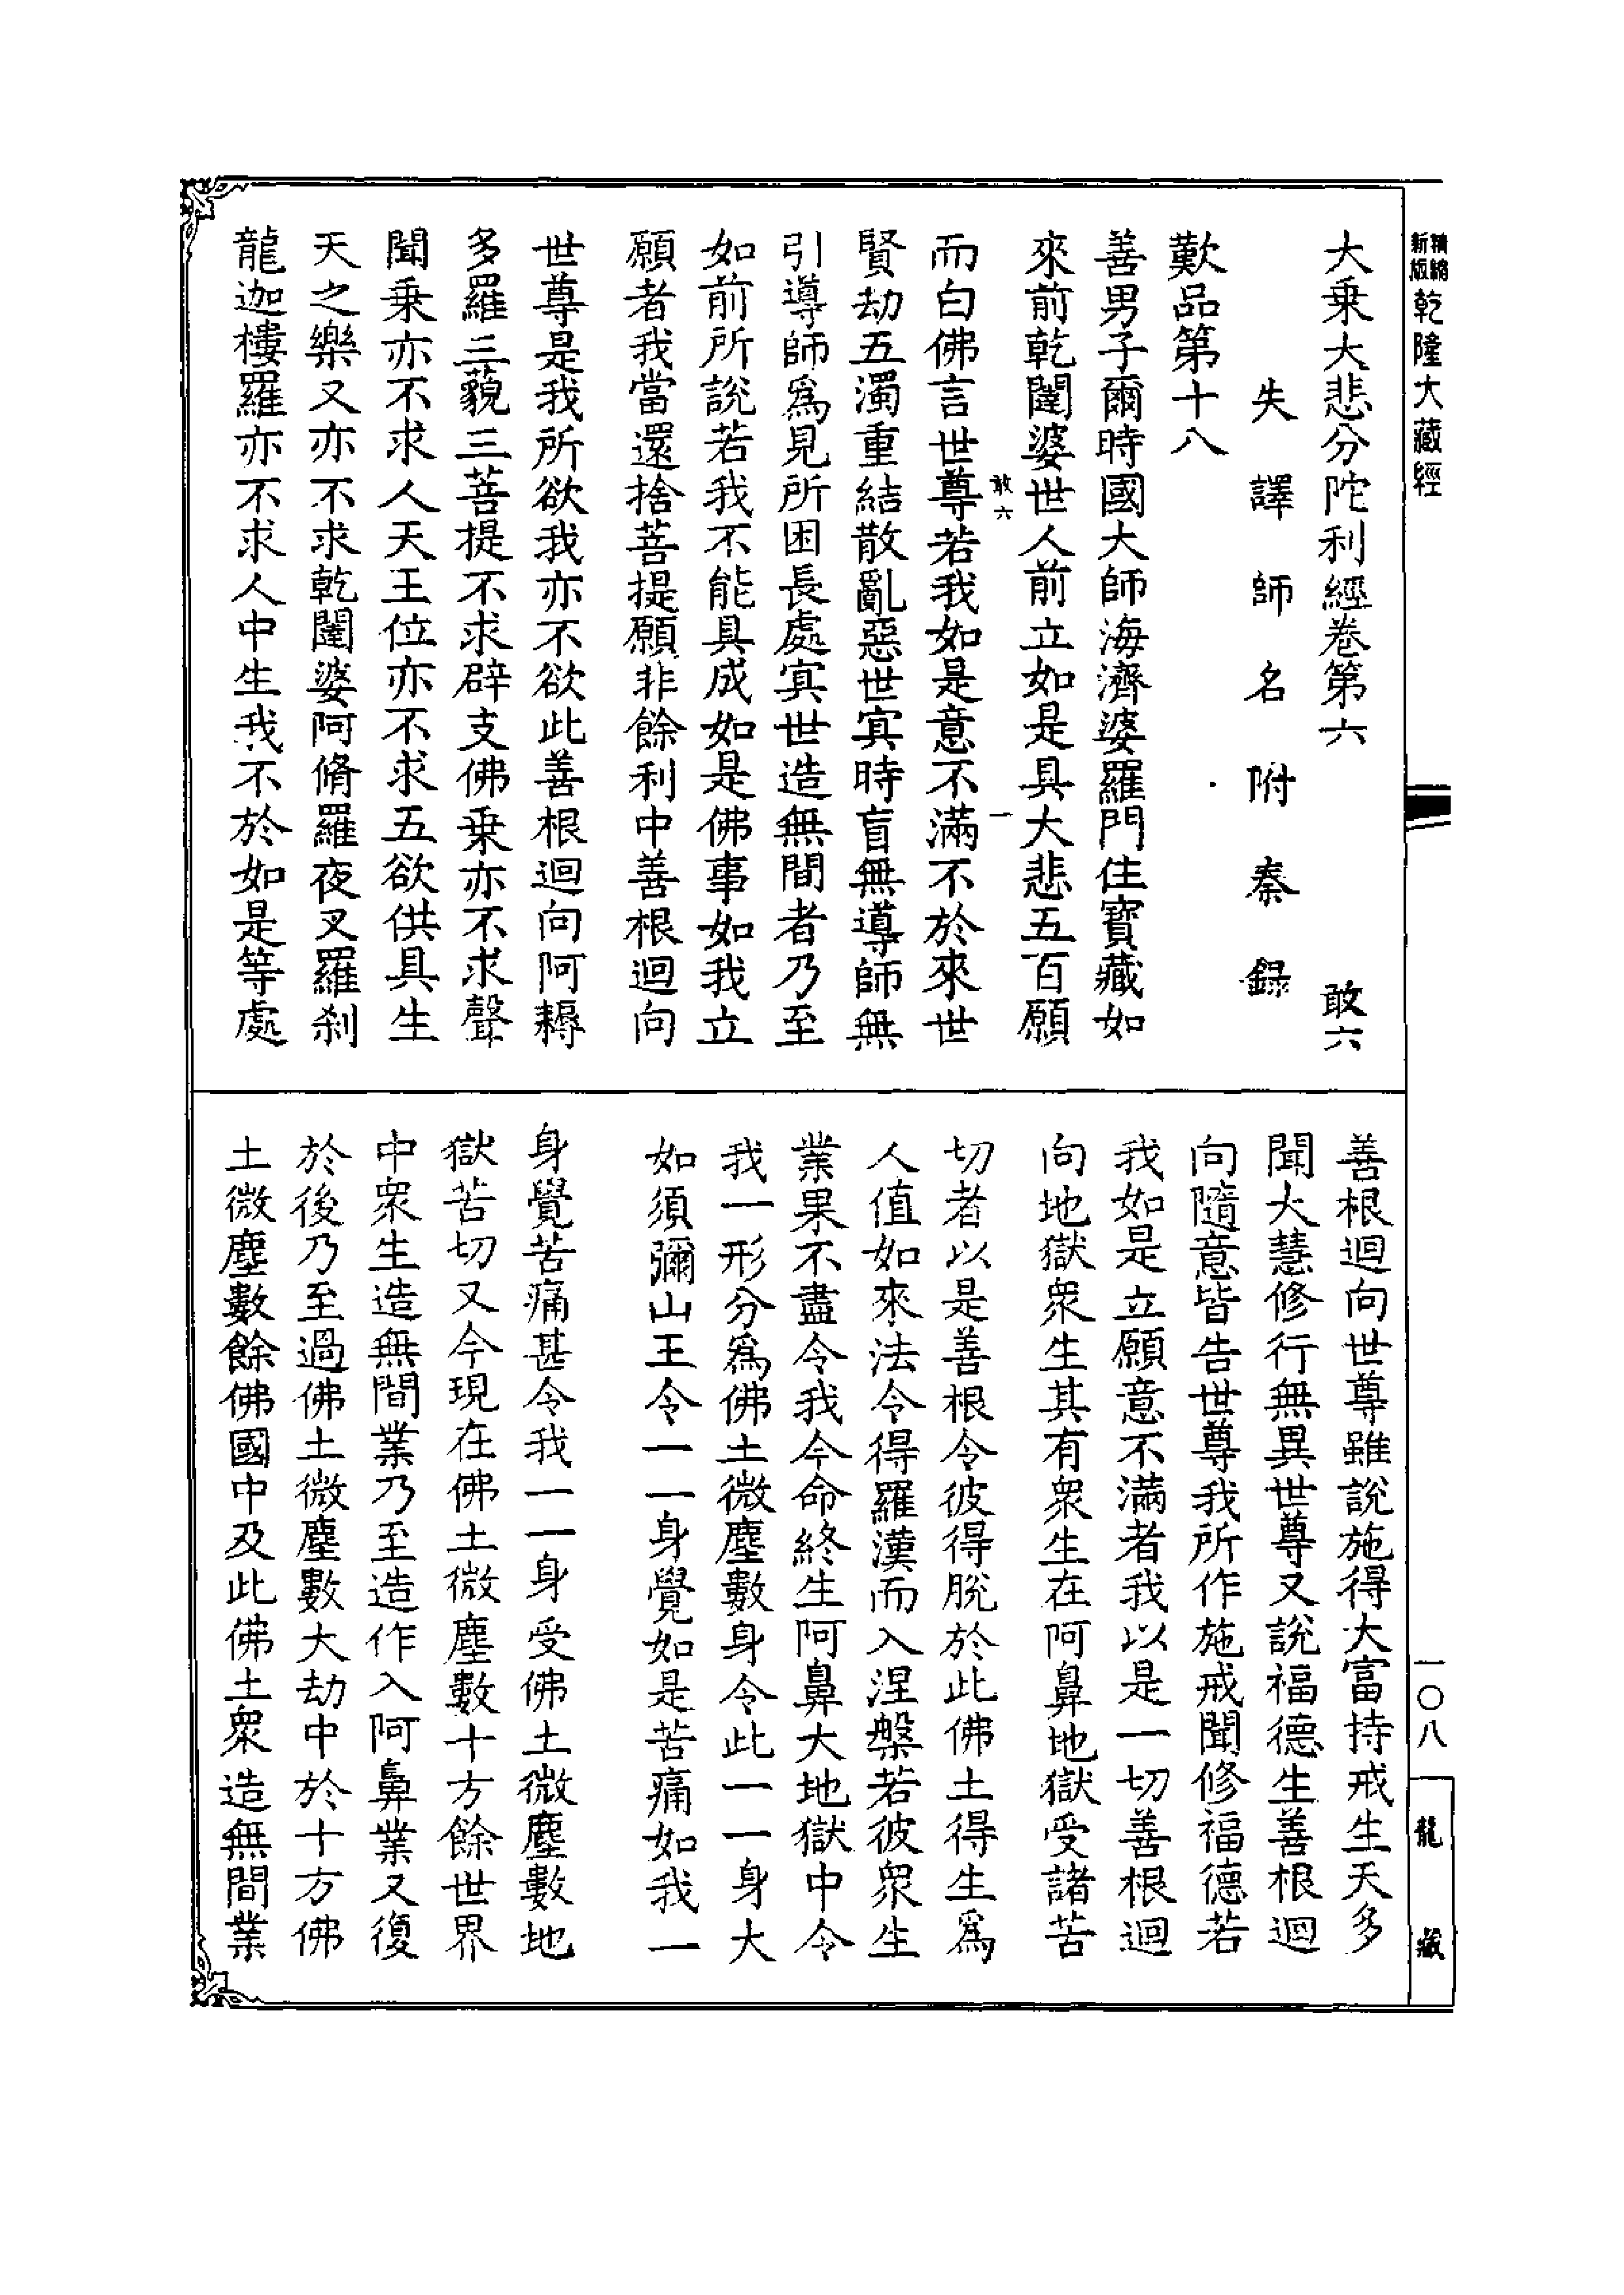 精縮新版乾隆大藏經
大乘大悲分陀利經卷第六 敢六
失譯師名附秦錄
歎品第十八
善男子爾時國大師海濟婆羅門住寶藏如
來前乾闥婆世人前立如是具大悲五百願
敢六 一
而白佛言世尊若我如是意不滿不於來世
賢劫五濁重結散亂惡世寘時盲無導師無
引導師爲見所困長處寘世造無間者乃至
如前所說若我不能具成如是佛事如我立
願者我當還捨菩提願非餘利中善根迴向
世尊是我所欲我亦不欲此善根迴向阿耨
多羅三藐三菩提不求辟支佛乘亦不求聲
聞乘亦不求人天王位亦不求五欲供具生
天之樂又亦不求乾闥婆阿脩羅夜叉羅刹
龍迦樓羅亦不求人中生我不於如是等處
善根迴向世尊雖說施得大富持戒生天多
聞大慧修行無異世尊又說福德生善根迴
向隨意皆告世尊我所作施戒聞修福德若
我如是立願意不滿者我以是一切善根迴
向地獄衆生其有衆生在阿鼻地獄受諸苦
切者以是善根令彼得脫於此佛土得生爲
人值如來法令得羅漢而入涅槃若彼衆生
業果不盡令我今命終生阿鼻大地獄中令
我一形分爲佛土微塵數身令此一一身大
如須彌山王令一一身覺如是苦痛如我一
身覺苦痛甚令我一一身受佛土微塵數地
獄苦切又今現在佛土微塵數十方餘世界
中衆生造無間業乃至造作入阿鼻業又復
於後乃至過佛土微塵數大劫中於十方佛
土微塵數餘佛國中及此佛土衆造無間業
一〇八
龍藏